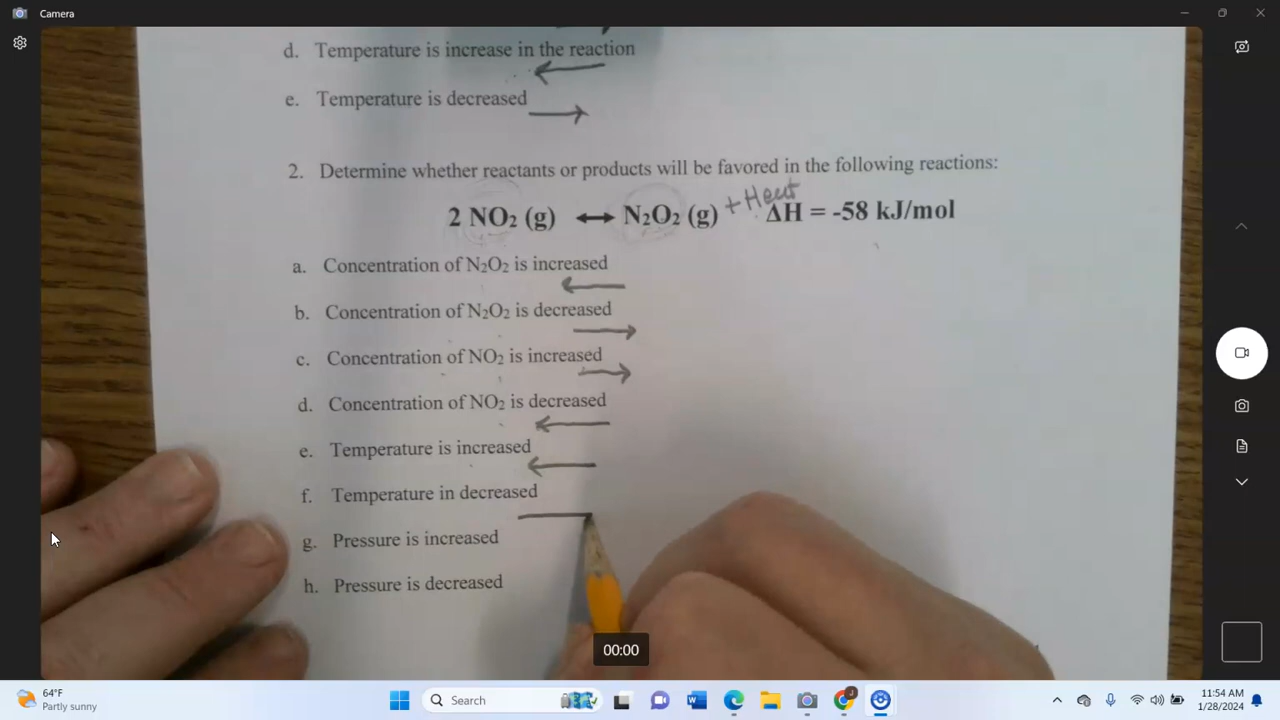 Camera
d. Temperature is increase in the reaction
e. Temperature is decreased
2. Determine whether reactants or products will be favored in the following reactions:
2 NO₂ (g) ↔ N₂O₂ (g) + Heat ΔH = -58 kJ/mol
a. Concentration of N₂O₂ is increased
b. Concentration of N₂O₂ is decreased
c. Concentration of NO₂ is increased
d. Concentration of NO₂ is decreased
e. Temperature is increased
f. Temperature in decreased
g. Pressure is increased
h. Pressure is decreased
00:00
64°F
Partly sunny
Search
11:54 AM
1/28/2024